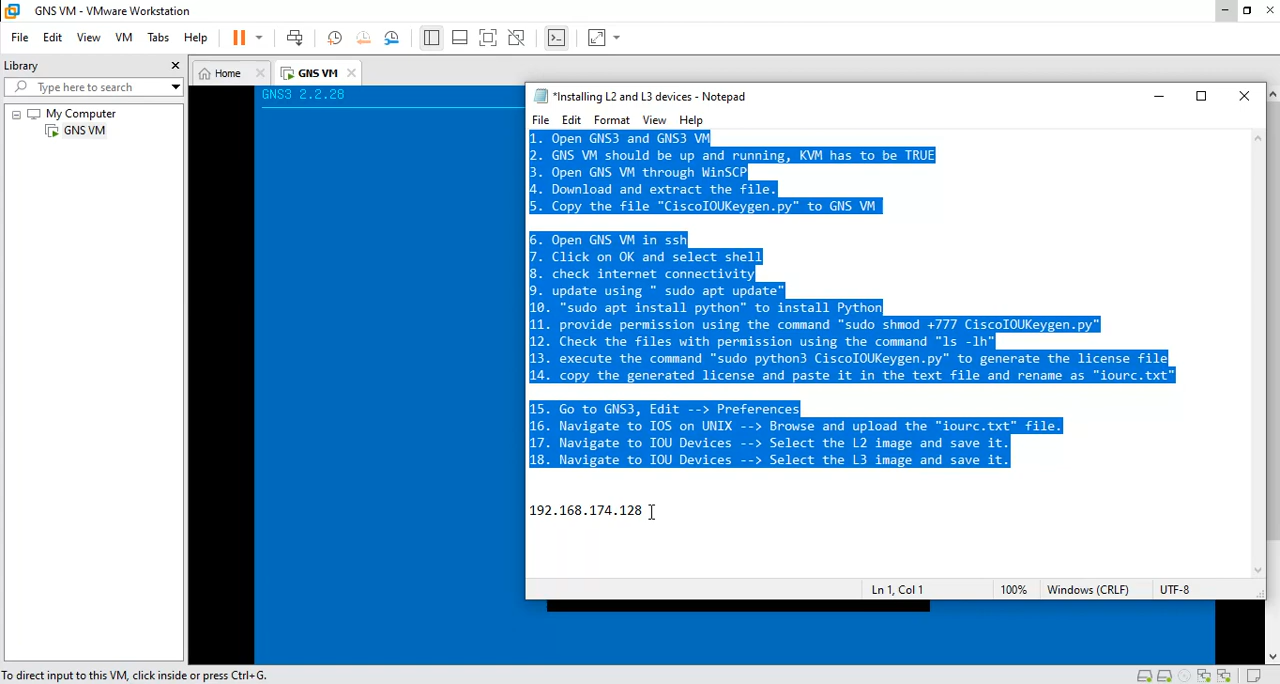 GNS VM - VMware Workstation
File Edit View VM Tabs Help
Library
Type here to search
My Computer
GNS VM
Home
GNS VM
GNS3 2.2.28
*Installing L2 and L3 devices - Notepad
File Edit Format View Help
1. Open GNS3 and GNS3 VM
2. GNS VM should be up and running, KVM has to be TRUE
3. Open GNS VM through WinSCP
4. Download and extract the file.
5. Copy the file "CiscoIOUKeygen.py" to GNS VM
6. Open GNS VM in ssh
7. Click on OK and select shell
8. check internet connectivity
9. update using " sudo apt update"
10. "sudo apt install python" to install Python
11. provide permission using the command "sudo shmod +777 CiscoIOUKeygen.py"
12. Check the files with permission using the command "ls -lh"
13. execute the command "sudo python3 CiscoIOUKeygen.py" to generate the license file
14. copy the generated license and paste it in the text file and rename as "iourc.txt"
15. Go to GNS3, Edit --> Preferences
16. Navigate to IOS on UNIX --> Browse and upload the "iourc.txt" file.
17. Navigate to IOU Devices --> Select the L2 image and save it.
18. Navigate to IOU Devices --> Select the L3 image and save it.
192.168.174.128
Ln 1, Col 1 100% Windows (CRLF) UTF-8
To direct input to this VM, click inside or press Ctrl+G.